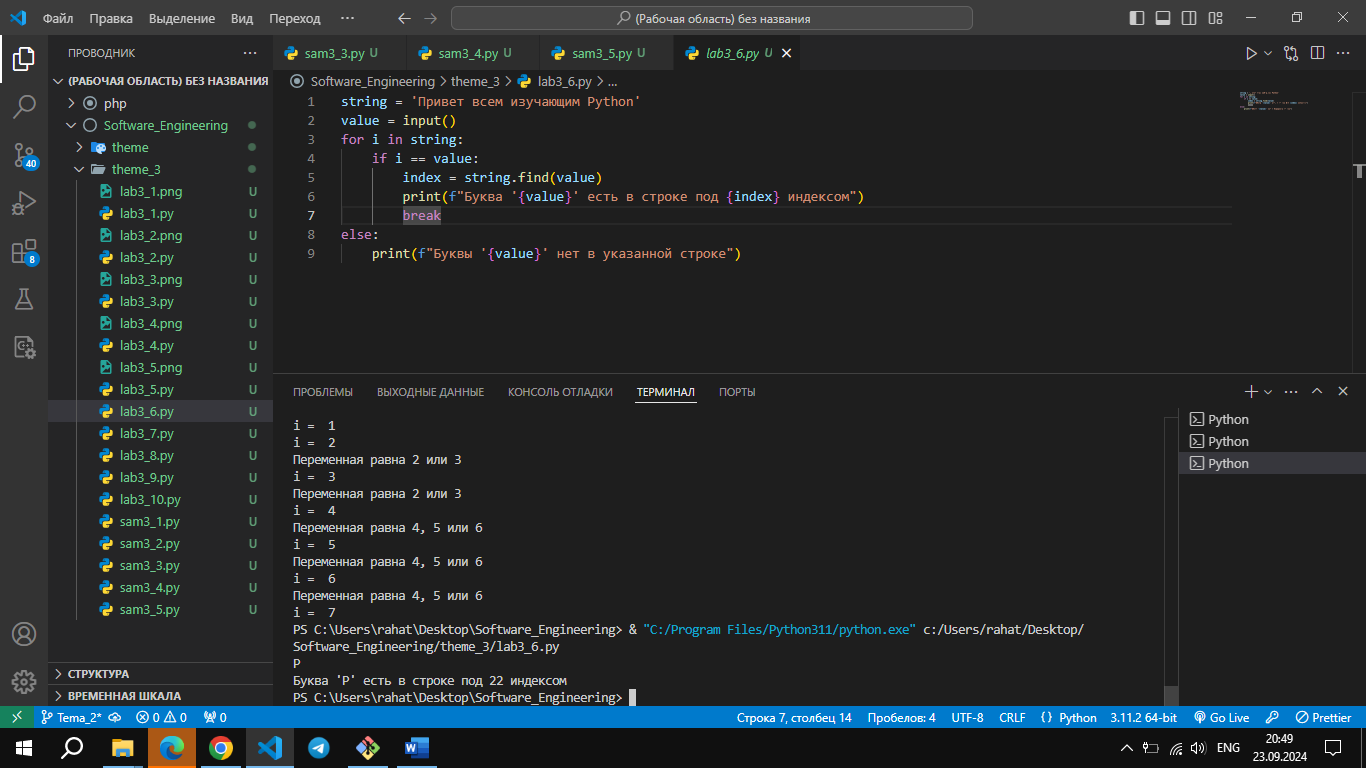 Файл Правка Выделение Вид Переход ··· (Рабочая область) без названия
ПРОВОДНИК ···
sam3_3.py U sam3_4.py U sam3_5.py U lab3_6.py U
(РАБОЧАЯ ОБЛАСТЬ) БЕЗ НАЗВАНИЯ
php
Software_Engineering
theme
theme_3
lab3_1.png U
lab3_1.py U
lab3_2.png U
lab3_2.py U
lab3_3.png U
lab3_3.py U
lab3_4.png U
lab3_4.py U
lab3_5.png U
lab3_5.py U
lab3_6.py U
lab3_7.py U
lab3_8.py U
lab3_9.py U
lab3_10.py U
sam3_1.py U
sam3_2.py U
sam3_3.py U
sam3_4.py U
sam3_5.py U
СТРУКТУРА
ВРЕМЕННАЯ ШКАЛА
40
8
Software_Engineering > theme_3 > lab3_6.py > ...
1 string = 'Привет всем изучающим Python'
2 value = input()
3 for i in string:
4 if i == value:
5 index = string.find(value)
6 print(f"Буква '{value}' есть в строке под {index} индексом")
7 break
8 else:
9 print(f"Буквы '{value}' нет в указанной строке")
ПРОБЛЕМЫ ВЫХОДНЫЕ ДАННЫЕ КОНСОЛЬ ОТЛАДКИ ТЕРМИНАЛ ПОРТЫ
i =  1
i =  2
Переменная равна 2 или 3
i =  3
Переменная равна 2 или 3
i =  4
Переменная равна 4, 5 или 6
i =  5
Переменная равна 4, 5 или 6
i =  6
Переменная равна 4, 5 или 6
i =  7
PS C:\Users\rahat\Desktop\Software_Engineering> & "C:/Program Files/Python311/python.exe" c:/Users/rahat/Desktop/
Software_Engineering/theme_3/lab3_6.py
P
Буква 'P' есть в строке под 22 индексом
PS C:\Users\rahat\Desktop\Software_Engineering>
Python
Python
Python
Tema_2* 0 0 0 Строка 7, столбец 14 Пробелов: 4 UTF-8 CRLF {} Python 3.11.2 64-bit Go Live Prettier
ENG
20:49
23.09.2024